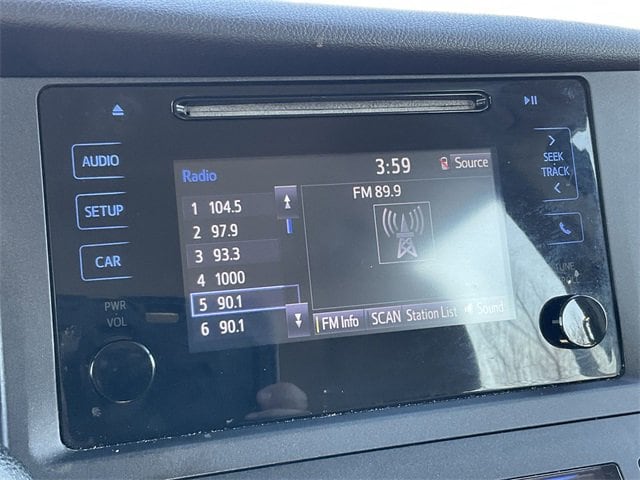 AUDIO
SETUP
CAR
PWR
VOL
Radio
3:59
Source
FM 89.9
1 104.5
2 97.9
3 93.3
4 1000
5 90.1
6 90.1
FM Info
SCAN
Station List
Sound
SEEK
TRACK
TUNE